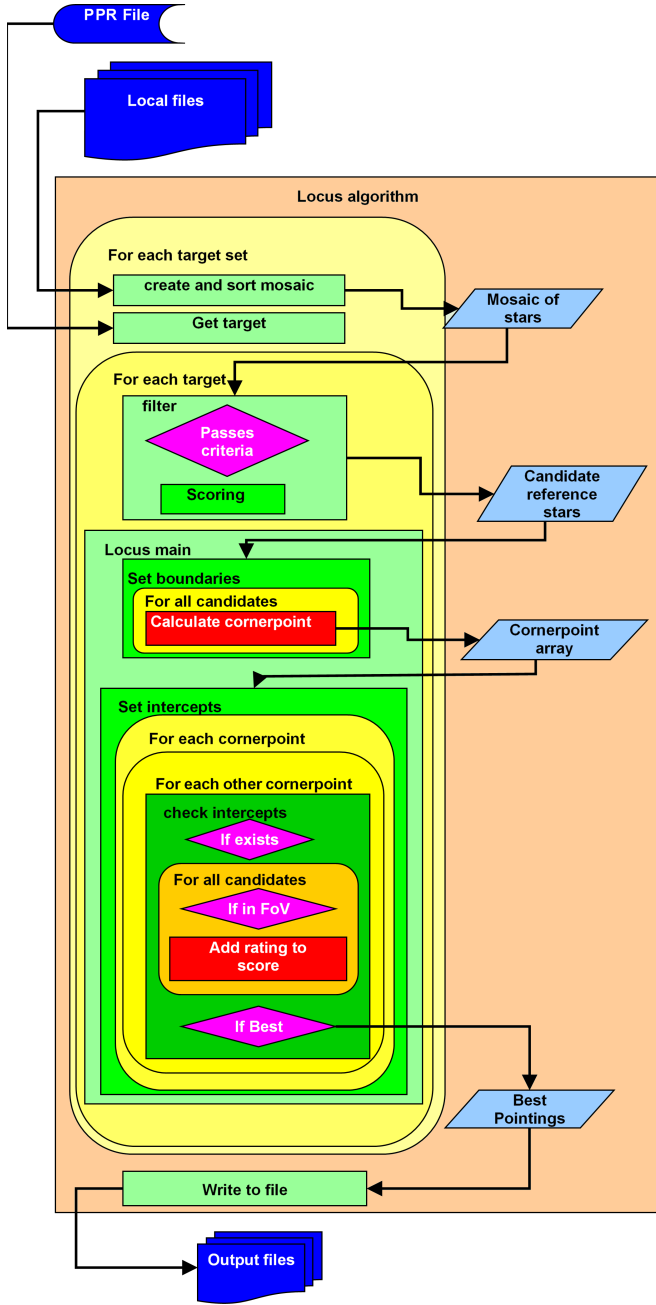 PPR File
Local files
Locus algorithm
For each target set
create and sort mosaic
Mosaic of
stars
Get target
For each target
filter
Passes
criteria
Scoring
Candidate
reference
stars
Locus main
Set boundaries
For all candidates
Calculate cornerpoint
Cornerpoint
array
Set intercepts
For each cornerpoint
For each other cornerpoint
check intercepts
If exists
For all candidates
If in FoV
Add rating to
score
If Best
Best
Pointings
Write to file
Output files